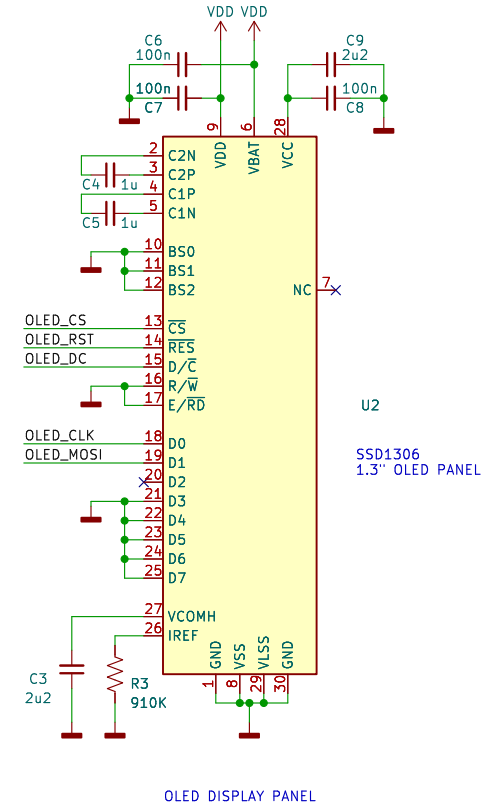 VDD VDD
C6
100n
100n
C7
C9
2u2
100n
C8
9 6 28
VDD VBAT VCC
2 C2N
3 C2P
C4 1u
4 C1P
5 C1N
C5 1u
10 BS0
11 BS1
12 BS2
NC 7
OLED_CS 13 CS
OLED_RST 14 RES
OLED_DC 15 D/C
16 R/W
17 E/RD
U2
OLED_CLK 18 D0
OLED_MOSI 19 D1
SSD1306
1.3" OLED PANEL
20 D2
21 D3
22 D4
23 D5
24 D6
25 D7
27 VCOMH
26 IREF
GND VSS VLSS GND
1 8 29 30
C3
2u2
R3
910K
OLED DISPLAY PANEL